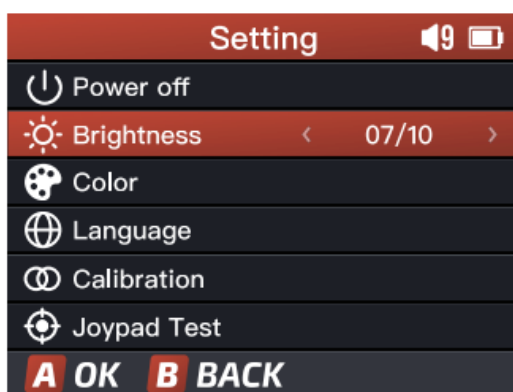 Setting 9
Power off
Brightness < 07/10 >
Color
Language
Calibration
Joypad Test
A OK B BACK